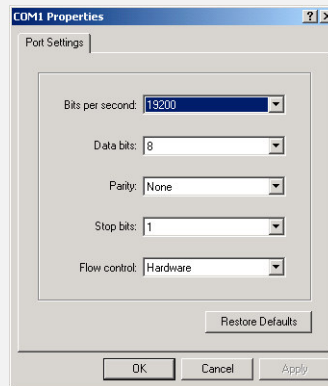 COM1 Properties
Port Settings
Bits per second: 19200
Data bits: 8
Parity: None
Stop bits: 1
Flow control: Hardware
Restore Defaults
OK Cancel Apply